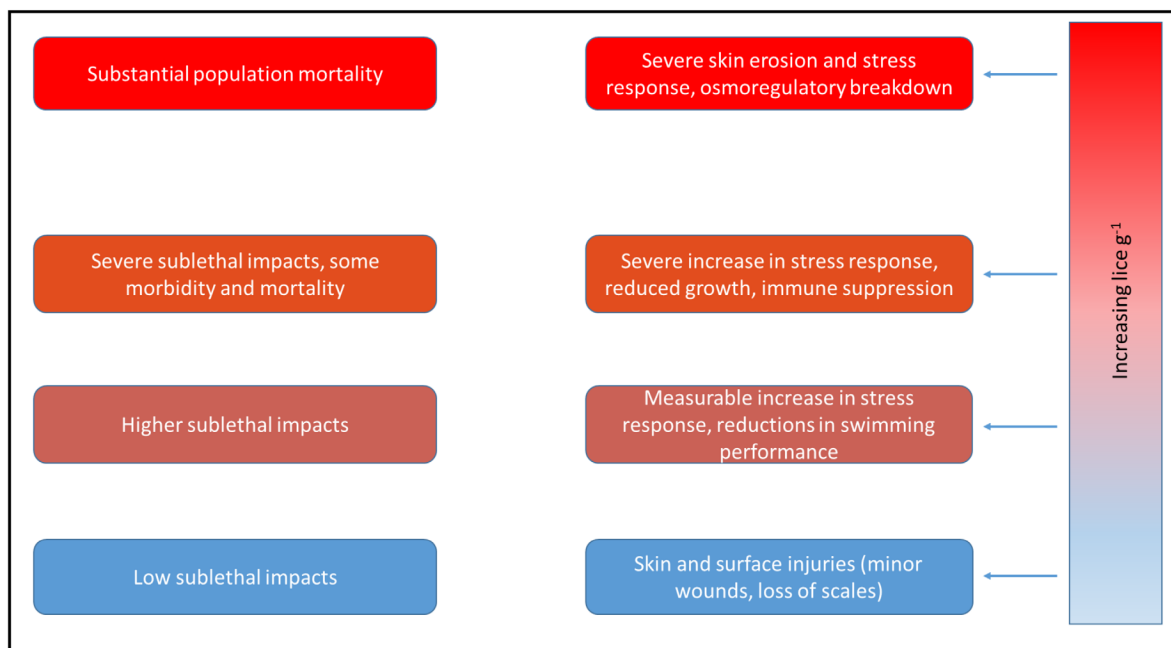 Substantial population mortality
Severe skin erosion and stress
response, osmoregulatory breakdown
Severe sublethal impacts, some
morbidity and mortality
Severe increase in stress response,
reduced growth, immune suppression
Higher sublethal impacts
Measurable increase in stress
response, reductions in swimming
performance
Low sublethal impacts
Skin and surface injuries (minor
wounds, loss of scales)
Increasing lice g⁻¹